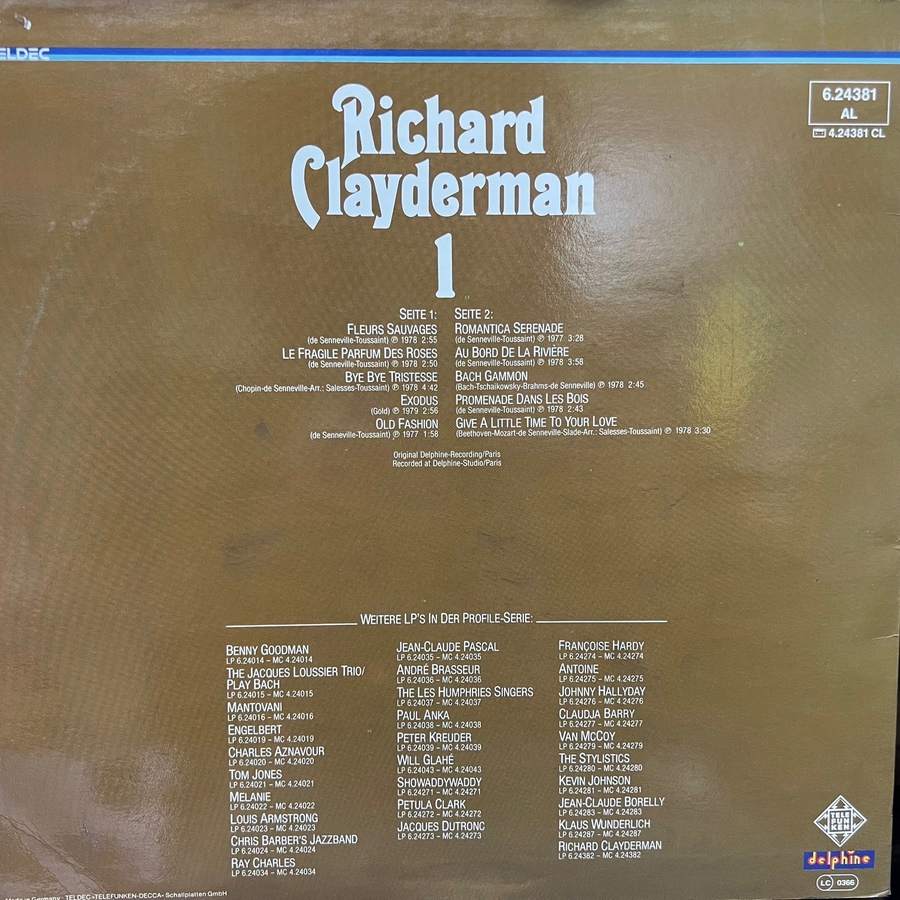 ELDEC
6.24381
AL
4.24381 CL
Richard
Clayderman
1
SEITE 1:
FLEURS SAUVAGES
(de Senneville-Toussaint) ℗ 1978 2:55
LE FRAGILE PARFUM DES ROSES
(de Senneville-Toussaint) ℗ 1978 2:50
BYE BYE TRISTESSE
(Chopin-de Senneville-Arr.: Salesses-Toussaint) ℗ 1978 4:42
EXODUS
(Gold) ℗ 1979 2:56
OLD FASHION
(de Senneville-Toussaint) ℗ 1977 1:58
SEITE 2:
ROMANTICA SERENADE
(de Senneville-Toussaint) ℗ 1977 3:28
AU BORD DE LA RIVIÈRE
(de Senneville-Toussaint) ℗ 1978 3:58
BACH GAMMON
(Bach-Tschaikowsky-Brahms-de Senneville) ℗ 1978 2:45
PROMENADE DANS LES BOIS
(de Senneville-Toussaint) ℗ 1978 2:43
GIVE A LITTLE TIME TO YOUR LOVE
(Beethoven-Mozart-de Senneville-Slade-Arr.: Salesses-Toussaint) ℗ 1978 3:30
Original Delphine-Recording/Paris
Recorded at Delphine-Studio/Paris
WEITERE LP'S IN DER PROFILE-SERIE:
BENNY GOODMAN
LP 6.24014 – MC 4.24014
THE JACQUES LOUSSIER TRIO/
PLAY BACH
LP 6.24015 – MC 4.24015
MANTOVANI
LP 6.24016 – MC 4.24016
ENGELBERT
LP 6.24019 – MC 4.24019
CHARLES AZNAVOUR
LP 6.24020 – MC 4.24020
TOM JONES
LP 6.24021 – MC 4.24021
MELANIE
LP 6.24022 – MC 4.24022
LOUIS ARMSTRONG
LP 6.24023 – MC 4.24023
CHRIS BARBER'S JAZZBAND
LP 6.24024 – MC 4.24024
RAY CHARLES
LP 6.24034 – MC 4.24034
JEAN-CLAUDE PASCAL
LP 6.24035 – MC 4.24035
ANDRÉ BRASSEUR
LP 6.24036 – MC 4.24036
THE LES HUMPHRIES SINGERS
LP 6.24037 – MC 4.24037
PAUL ANKA
LP 6.24038 – MC 4.24038
PETER KREUDER
LP 6.24039 – MC 4.24039
WILL GLAHÉ
LP 6.24043 – MC 4.24043
SHOWADDYWADDY
LP 6.24271 – MC 4.24271
PETULA CLARK
LP 6.24272 – MC 4.24272
JACQUES DUTRONC
LP 6.24273 – MC 4.24273
FRANÇOISE HARDY
LP 6.24274 – MC 4.24274
ANTOINE
LP 6.24275 – MC 4.24275
JOHNNY HALLYDAY
LP 6.24276 – MC 4.24276
CLAUDJA BARRY
LP 6.24277 – MC 4.24277
VAN MCCOY
LP 6.24279 – MC 4.24279
THE STYLISTICS
LP 6.24280 – MC 4.24280
KEVIN JOHNSON
LP 6.24281 – MC 4.24281
JEAN-CLAUDE BORELLY
LP 6.24283 – MC 4.24283
KLAUS WUNDERLICH
LP 6.24287 – MC 4.24287
RICHARD CLAYDERMAN
LP 6.24382 – MC 4.24382
TELE
FUN
KEN
delphine
LC 0366
Made in Germany · TELDEC »TELEFUNKEN-DECCA« Schallplatten GmbH